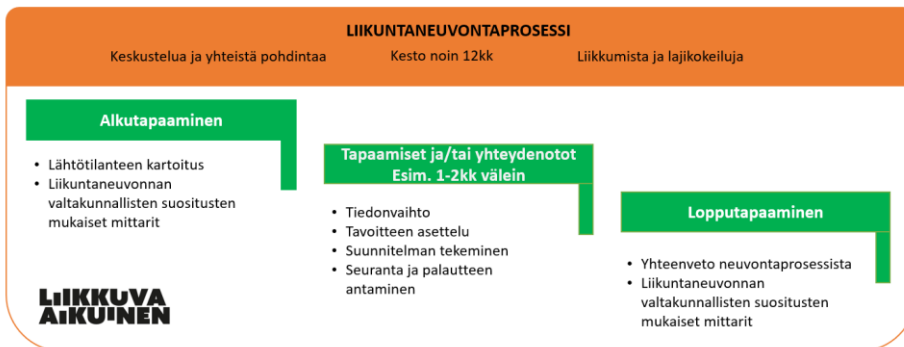 LIIKUNTANEUVONTAPROSESSI
Keskustelua ja yhteistä pohdintaa
Kesto noin 12kk
Liikkumista ja lajikokeiluja
Alkutapaaminen
• Lähtötilanteen kartoitus
• Liikuntaneuvonnan
valtakunnallisten suositusten
mukaiset mittarit
Tapaamiset ja/tai yhteydenotot
Esim. 1-2kk välein
• Tiedonvaihto
• Tavoitteen asettelu
• Suunnitelman tekeminen
• Seuranta ja palautteen
antaminen
Lopputapaaminen
• Yhteenveto neuvontaprosessista
• Liikuntaneuvonnan
valtakunnallisten suositusten
mukaiset mittarit
LIIKKUVA
AIKUINEN